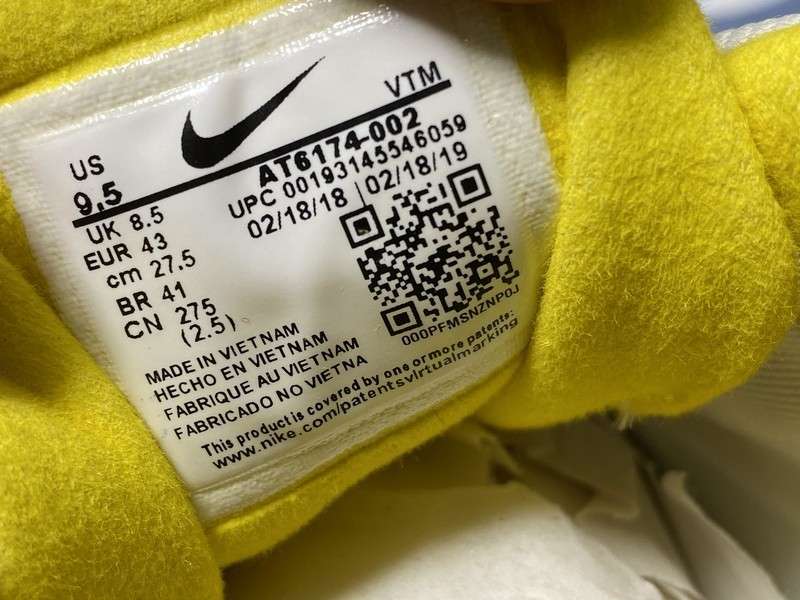 VTM
US
9.5
AT6174-002
UPC 00193145546059
02/18/18 02/18/19
UK 8.5
EUR 43
cm 27.5
BR 41
CN 275
(2.5)
000PFMSNZNP0J
MADE IN VIETNAM
HECHO EN VIETNAM
FABRIQUE AU VIETNAM
FABRICADO NO VIETNA
This product is covered by one or more patents:
www.nike.com/patentsvirtualmarking